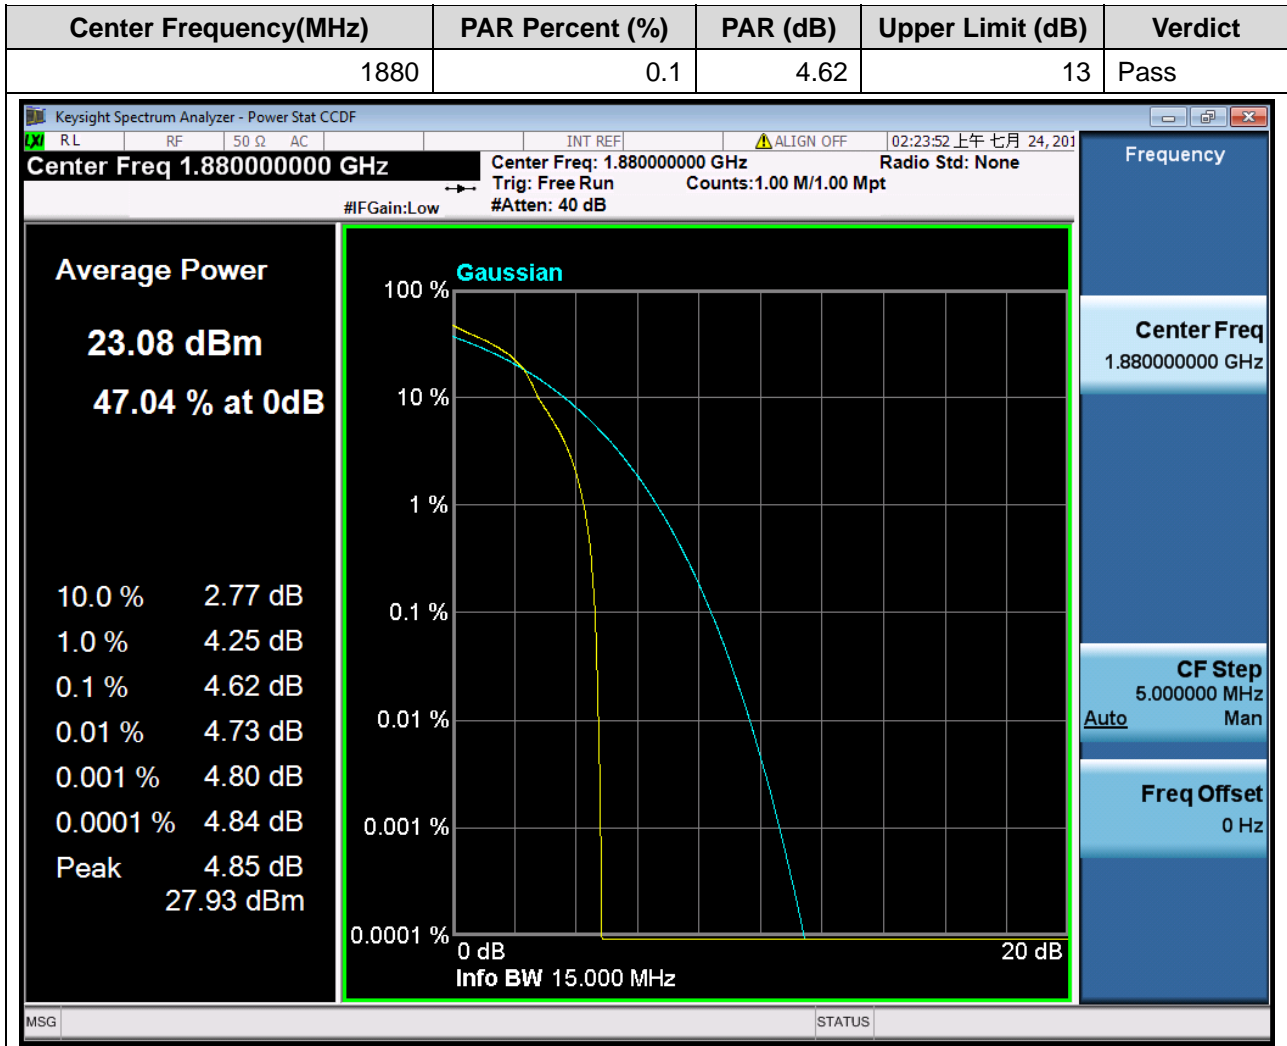 Center Frequency(MHz) PAR Percent (%) PAR (dB) Upper Limit (dB) Verdict
1880 0.1 4.62 13 Pass
Keysight Spectrum Analyzer - Power Stat CCDF
LXI RL RF 50 Ω AC INT REF ALIGN OFF 02:23:52 上午 七月 24, 201
Center Freq 1.880000000 GHz
Center Freq: 1.880000000 GHz Radio Std: None
Trig: Free Run Counts:1.00 M/1.00 Mpt
#IFGain:Low #Atten: 40 dB
Frequency
Average Power
23.08 dBm
47.04 % at 0dB
10.0 % 2.77 dB
1.0 % 4.25 dB
0.1 % 4.62 dB
0.01 % 4.73 dB
0.001 % 4.80 dB
0.0001 % 4.84 dB
Peak 4.85 dB
27.93 dBm
Gaussian
100 %
10 %
1 %
0.1 %
0.01 %
0.001 %
0.0001 %
0 dB 20 dB
Info BW 15.000 MHz
Center Freq
1.880000000 GHz
CF Step
5.000000 MHz
Auto Man
Freq Offset
0 Hz
MSG STATUS